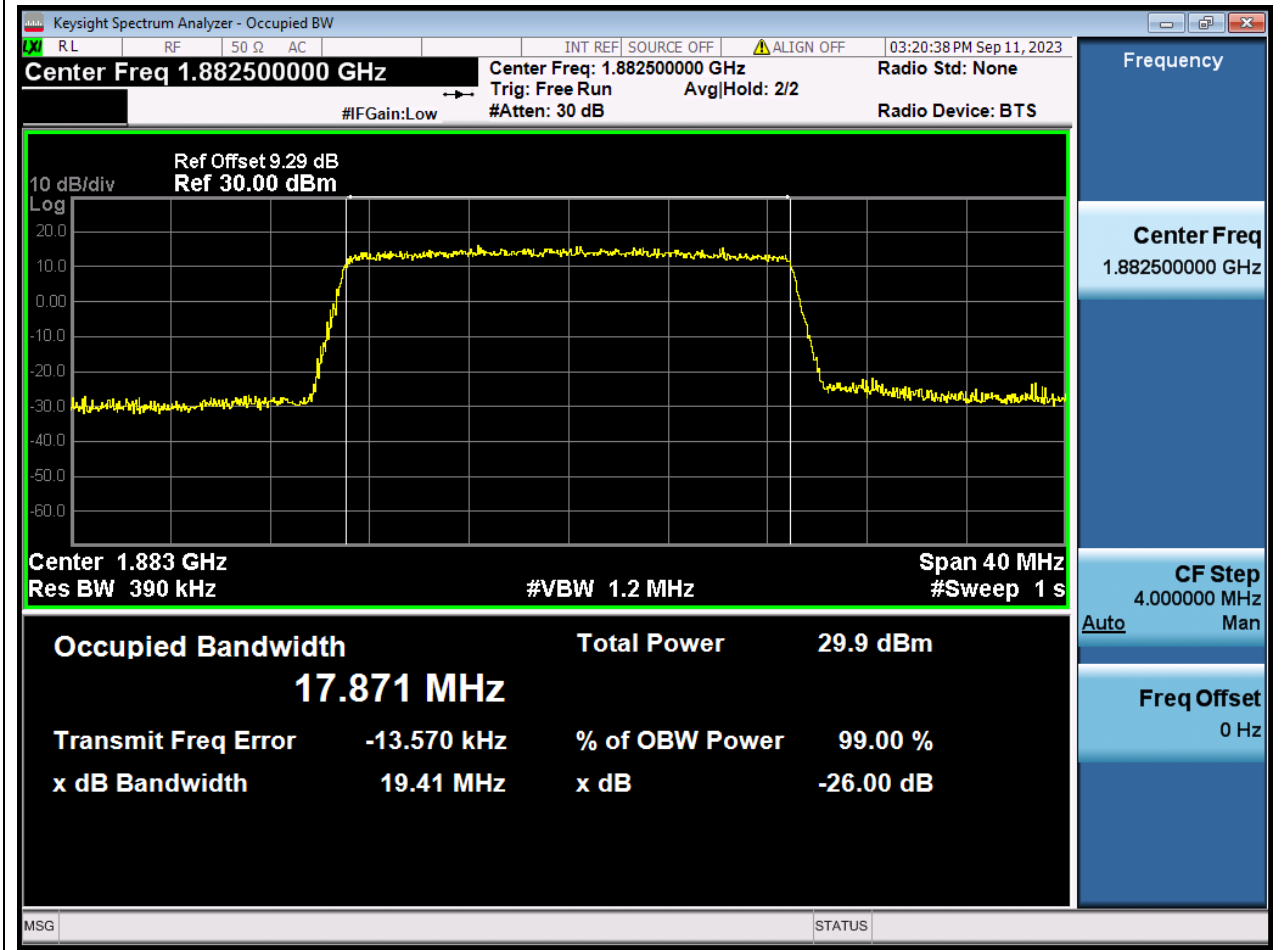 Keysight Spectrum Analyzer - Occupied BW
LXI RL RF 50 Ω AC INT REF SOURCE OFF ALIGN OFF 03:20:38 PM Sep 11, 2023
Center Freq 1.882500000 GHz
Center Freq: 1.882500000 GHz
Radio Std: None
Trig: Free Run Avg|Hold: 2/2
#IFGain:Low
#Atten: 30 dB
Radio Device: BTS
Ref Offset 9.29 dB
10 dB/div Ref 30.00 dBm
Log
20.0
10.0
0.00
-10.0
-20.0
-30.0
-40.0
-50.0
-60.0
Center 1.883 GHz Span 40 MHz
Res BW 390 kHz #VBW 1.2 MHz #Sweep 1 s
Occupied Bandwidth Total Power 29.9 dBm
17.871 MHz
Transmit Freq Error -13.570 kHz % of OBW Power 99.00 %
x dB Bandwidth 19.41 MHz x dB -26.00 dB
Frequency
Center Freq
1.882500000 GHz
CF Step
4.000000 MHz
Auto Man
Freq Offset
0 Hz
MSG STATUS